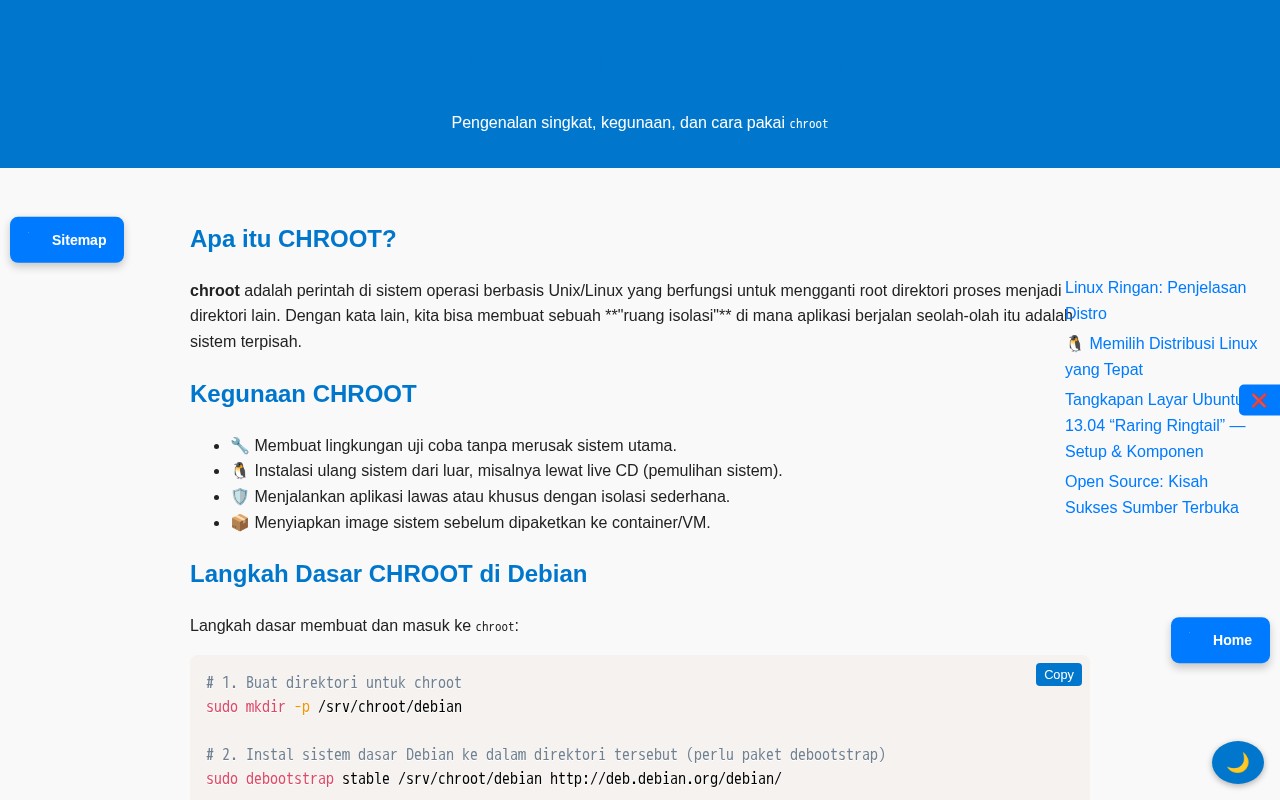 Pengenalan singkat, kegunaan, dan cara pakai chroot
Sitemap
Apa itu CHROOT?
chroot adalah perintah di sistem operasi berbasis Unix/Linux yang berfungsi untuk mengganti root direktori proses menjadi
direktori lain. Dengan kata lain, kita bisa membuat sebuah **"ruang isolasi"** di mana aplikasi berjalan seolah-olah itu adalah
sistem terpisah.
Kegunaan CHROOT
🔧 Membuat lingkungan uji coba tanpa merusak sistem utama.
🐧 Instalasi ulang sistem dari luar, misalnya lewat live CD (pemulihan sistem).
🛡️ Menjalankan aplikasi lawas atau khusus dengan isolasi sederhana.
📦 Menyiapkan image sistem sebelum dipaketkan ke container/VM.
Langkah Dasar CHROOT di Debian
Langkah dasar membuat dan masuk ke chroot:
Copy
# 1. Buat direktori untuk chroot
sudo mkdir -p /srv/chroot/debian
# 2. Instal sistem dasar Debian ke dalam direktori tersebut (perlu paket debootstrap)
sudo debootstrap stable /srv/chroot/debian http://deb.debian.org/debian/
Linux Ringan: Penjelasan
Distro
🐧 Memilih Distribusi Linux
yang Tepat
Tangkapan Layar Ubuntu
13.04 “Raring Ringtail” —
Setup & Komponen
Open Source: Kisah
Sukses Sumber Terbuka
Home